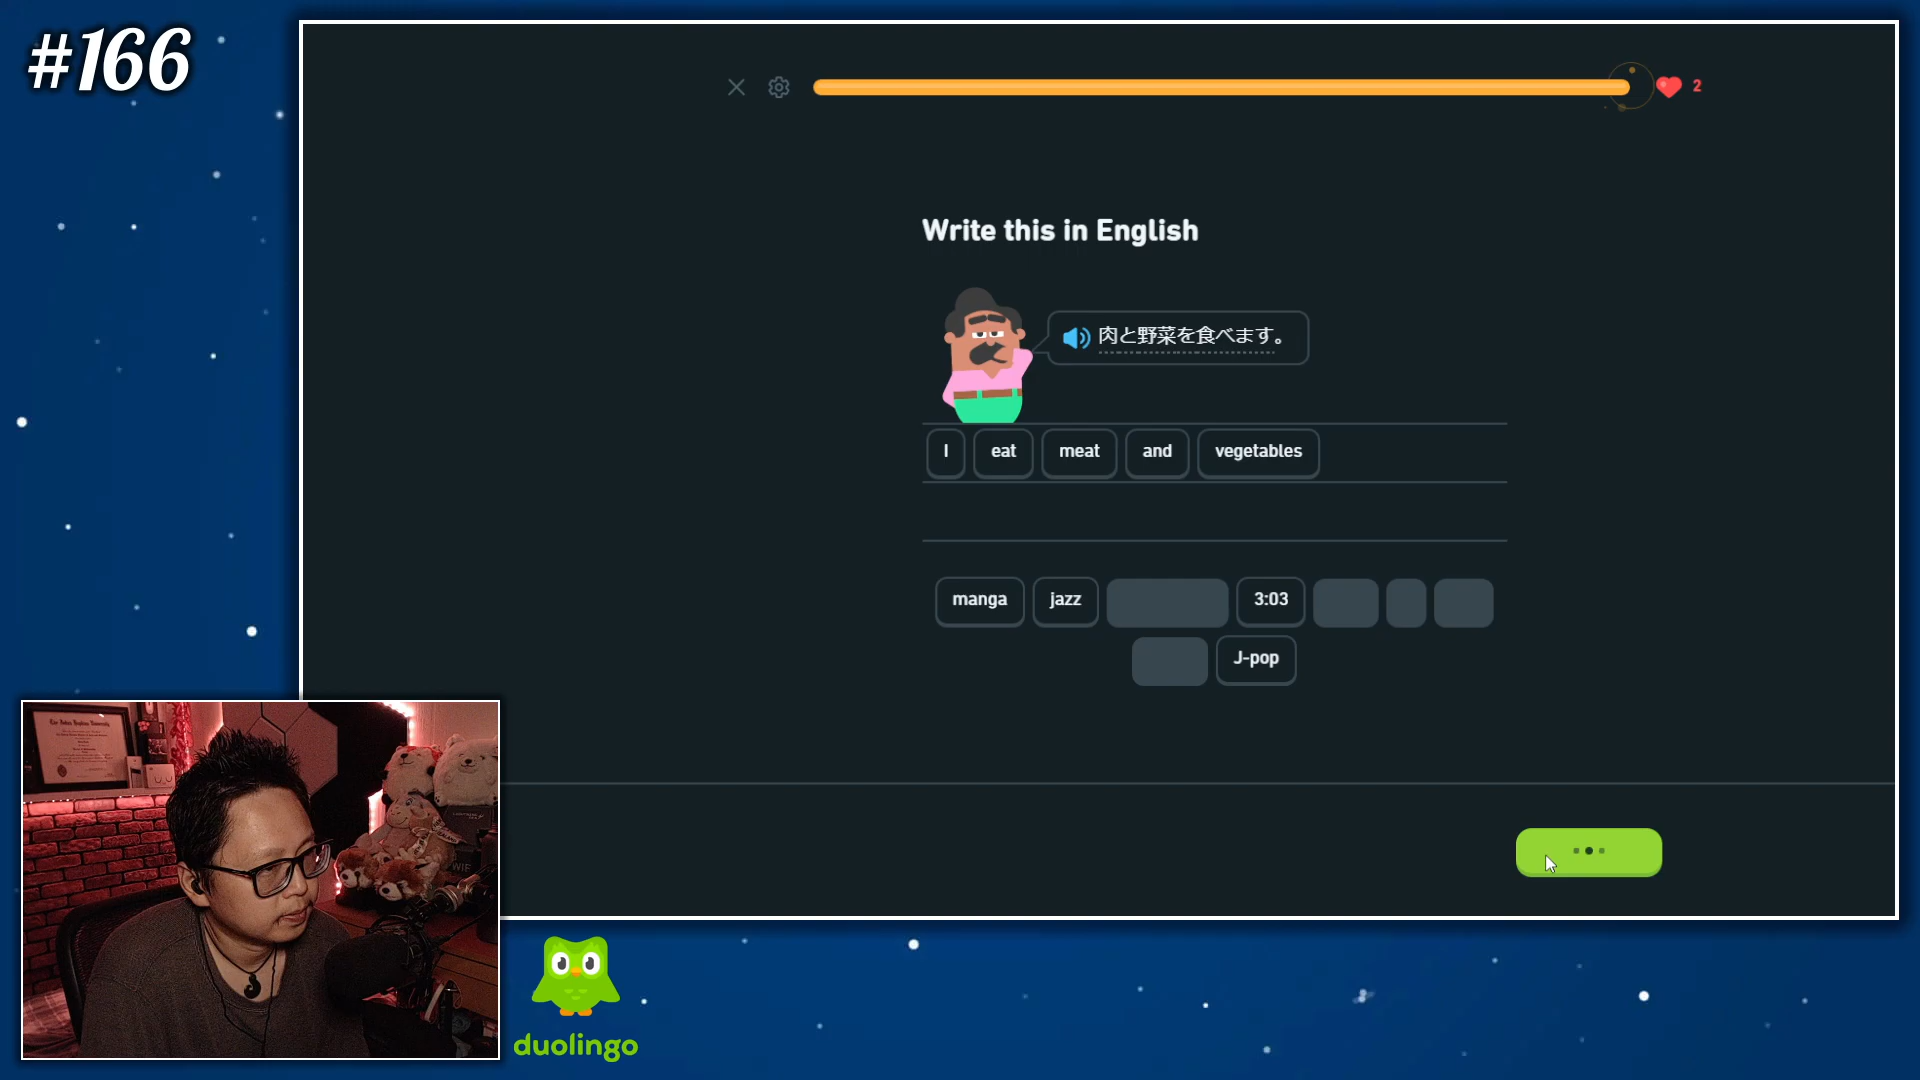 #166
2
Write this in English
肉と野菜を食べます。
I eat meat and vegetables
manga jazz 3:03
J-pop
duolingo